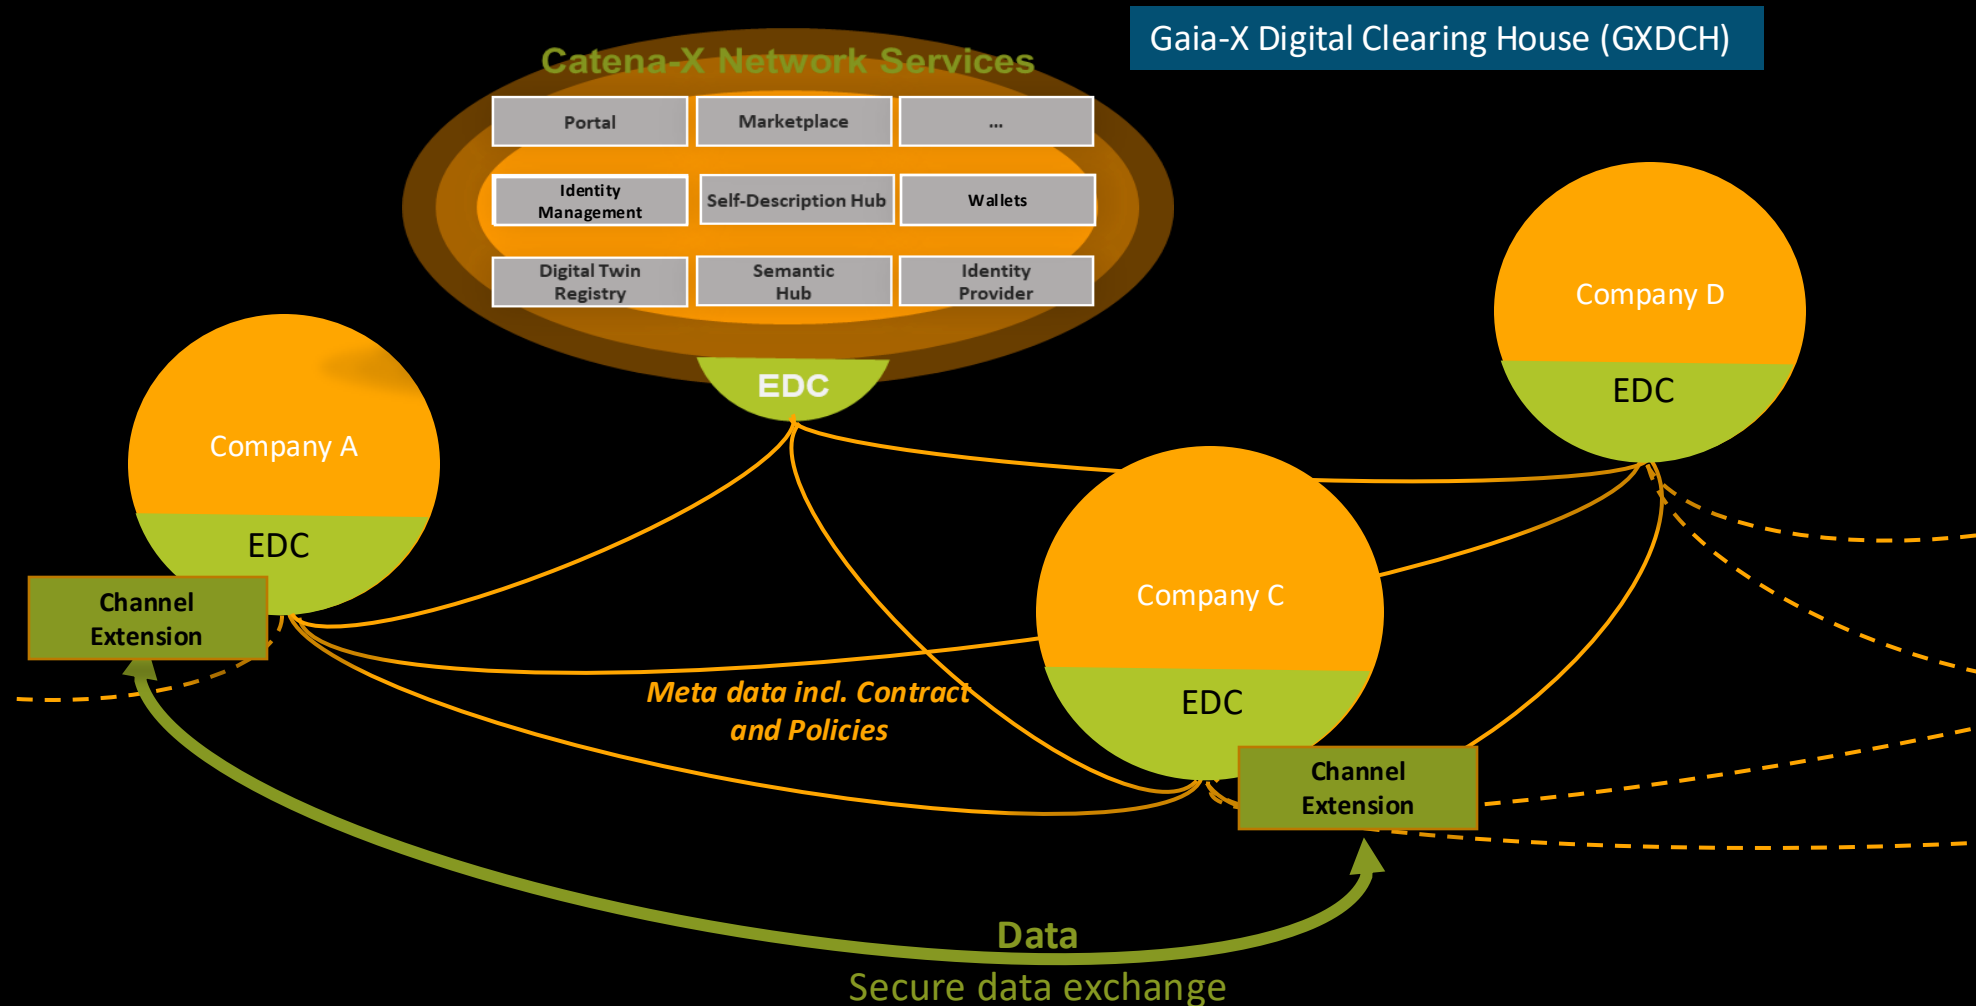 Gaia-X Digital Clearing House (GXDCH)
Catena-X Network Services
Portal
Marketplace
...
Identity
Management
Self-Description Hub
Wallets
Digital Twin
Registry
Semantic
Hub
Identity
Provider
EDC
Company D
EDC
Company A
EDC
Channel
Extension
Company C
EDC
Channel
Extension
Meta data incl. Contract
and Policies
Data
Secure data exchange